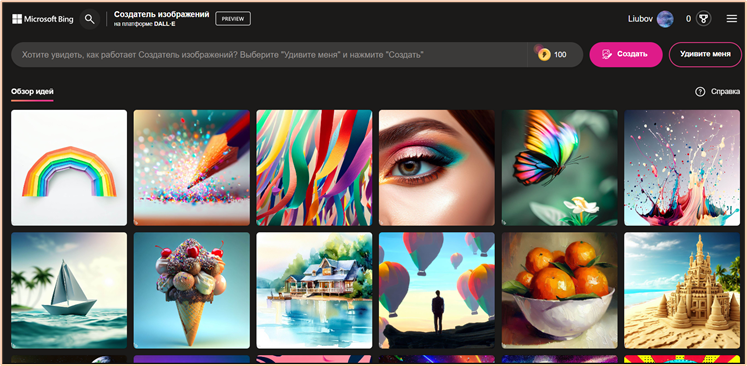 Microsoft Bing
Создатель изображений
на платформе DALL·E
PREVIEW
Liubov
0
Хотите увидеть, как работает Создатель изображений? Выберите "Удивите меня" и нажмите "Создать"
100
Создать
Удивите меня
Обзор идей
Справка